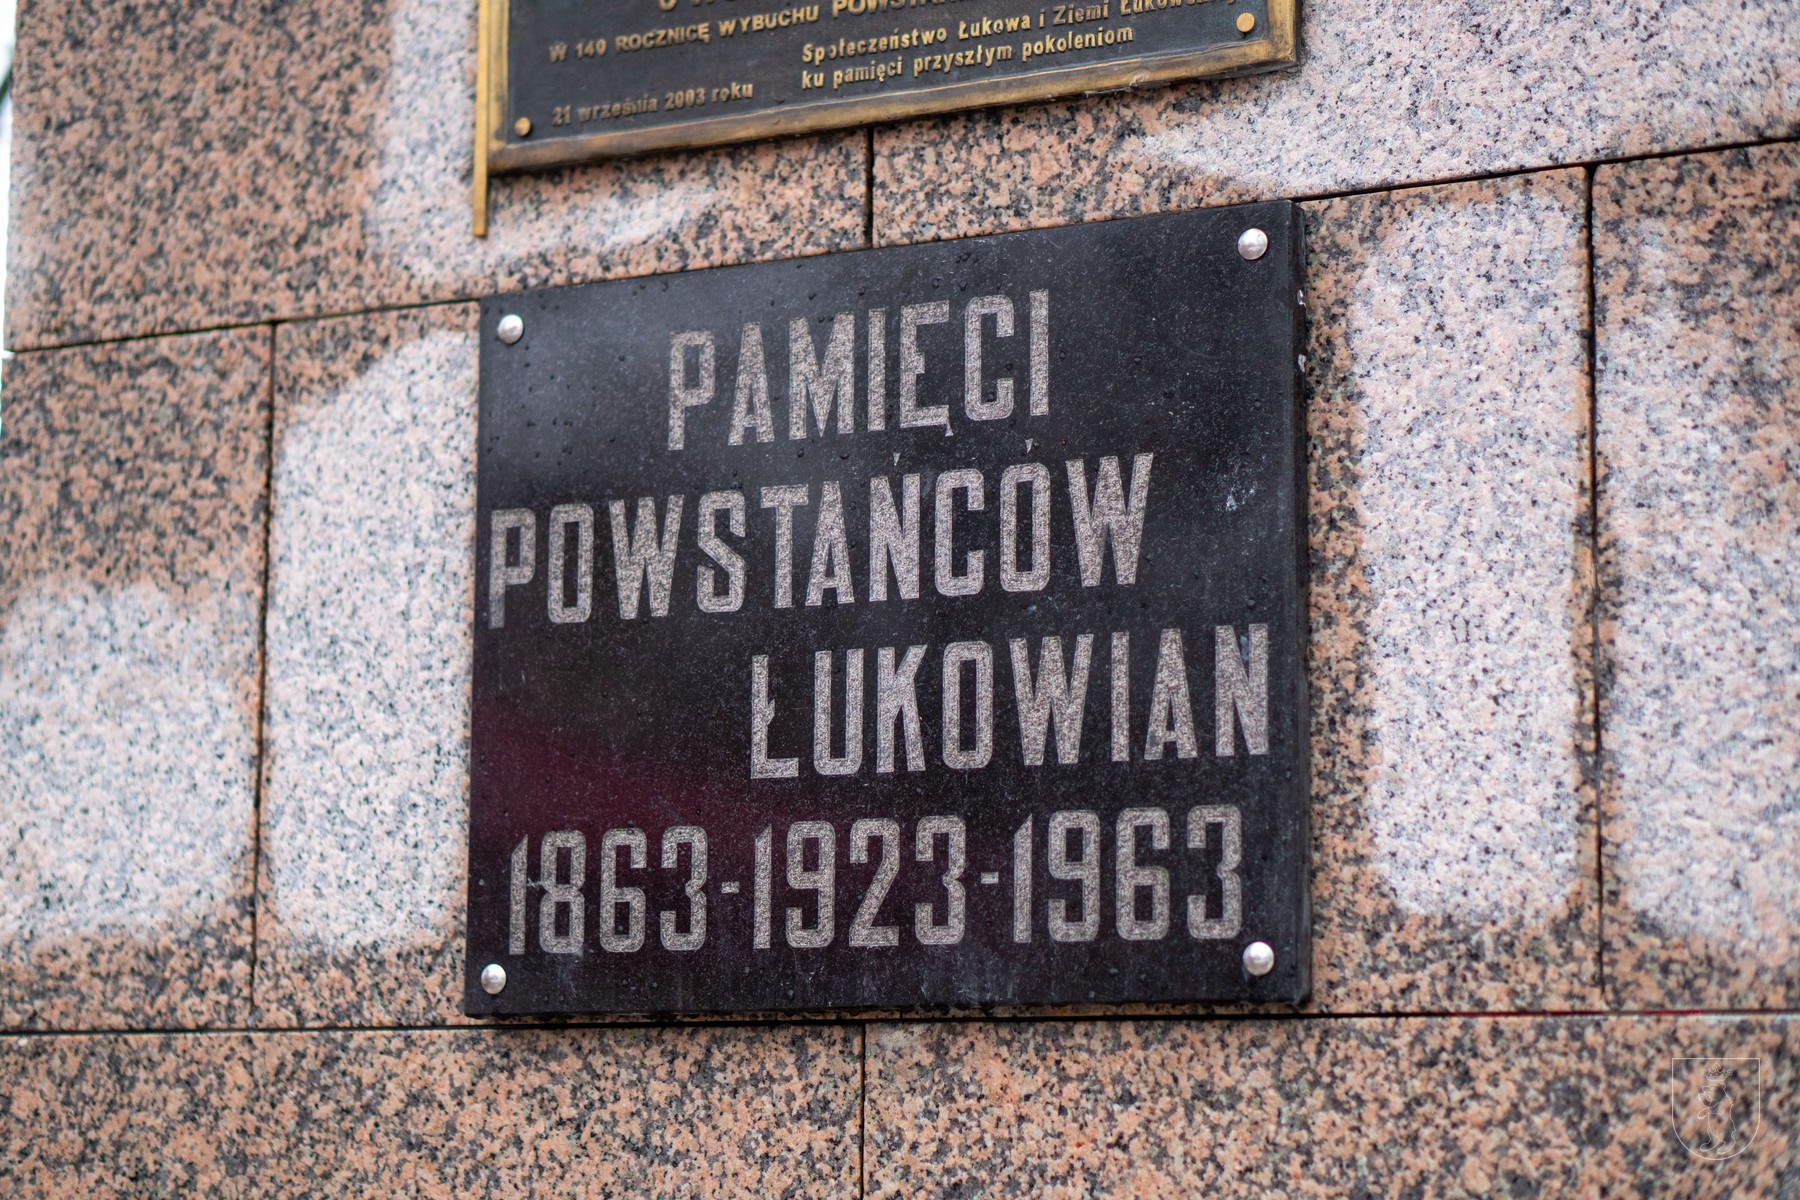 W 140 ROCZNICĘ WYBUCHU
Społeczeństwo Łukowa i Ziemi Łukowskiej
ku pamięci przyszłym pokoleniom
21 września 2003 roku
PAMIĘCI
POWSTAŃCÓW
ŁUKOWIAN
1863-1923-1963